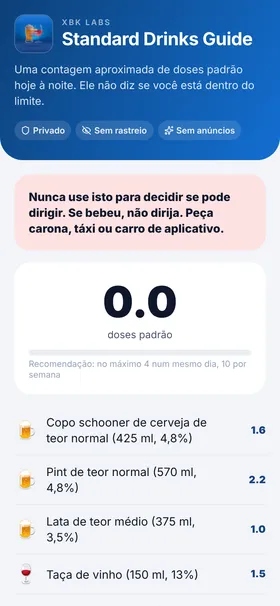 XBK LABS
Standard Drinks Guide
Uma contagem aproximada de doses padrão
hoje à noite. Ele não diz se você está dentro do
limite.
Privado
Sem rastreio
Sem anúncios
Nunca use isto para decidir se pode
dirigir. Se bebeu, não dirija. Peça
carona, táxi ou carro de aplicativo.
0.0
doses padrão
Recomendação: no máximo 4 num mesmo dia, 10 por
semana
Copo schooner de cerveja de
teor normal (425 ml, 4,8%)
1.6
Pint de teor normal (570 ml,
4,8%)
2.2
Lata de teor médio (375 ml,
3,5%)
1.0
Taça de vinho (150 ml, 13%)
1.5